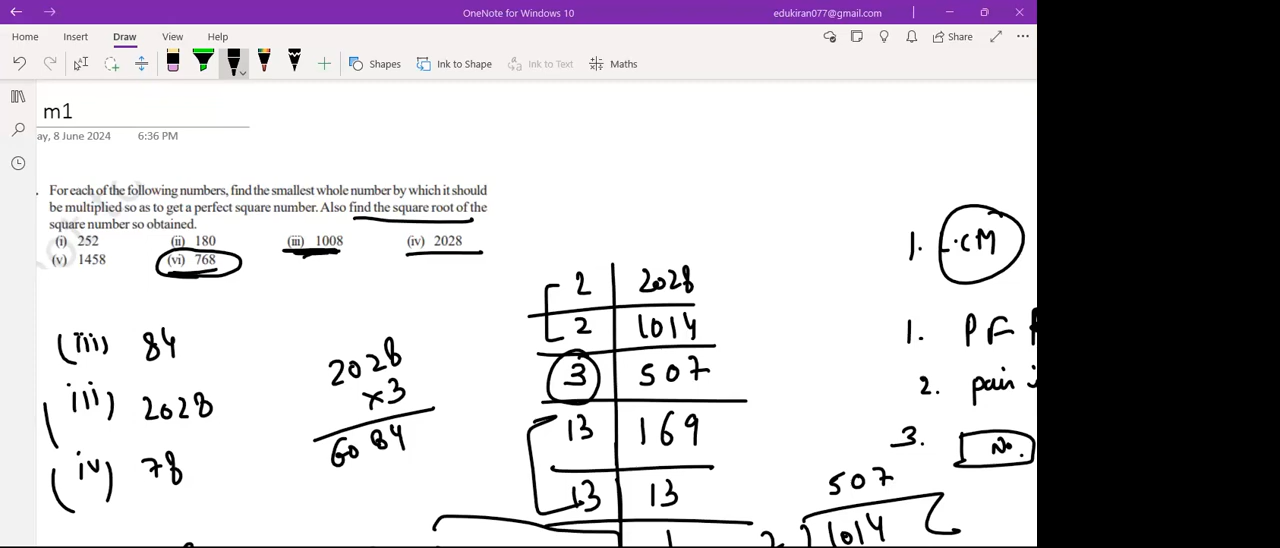 OneNote for Windows 10
edukiran077@gmail.com
Home Insert Draw View Help
Shapes Ink to Shape Ink to Text Maths Share
m1
ay, 8 June 2024 6:36 PM
. For each of the following numbers, find the smallest whole number by which it should
be multiplied so as to get a perfect square number. Also find the square root of the
square number so obtained.
(i) 252 (ii) 180 (iii) 1008 (iv) 2028
(v) 1458 (vi) 768
(iii) 84
iii) 2028
(iv) 78
2028
×3
6084
2 2028
2 1014
3 507
13 169
13 13
1
1.
1. PF
2. pair
3. No.
507
2 1014